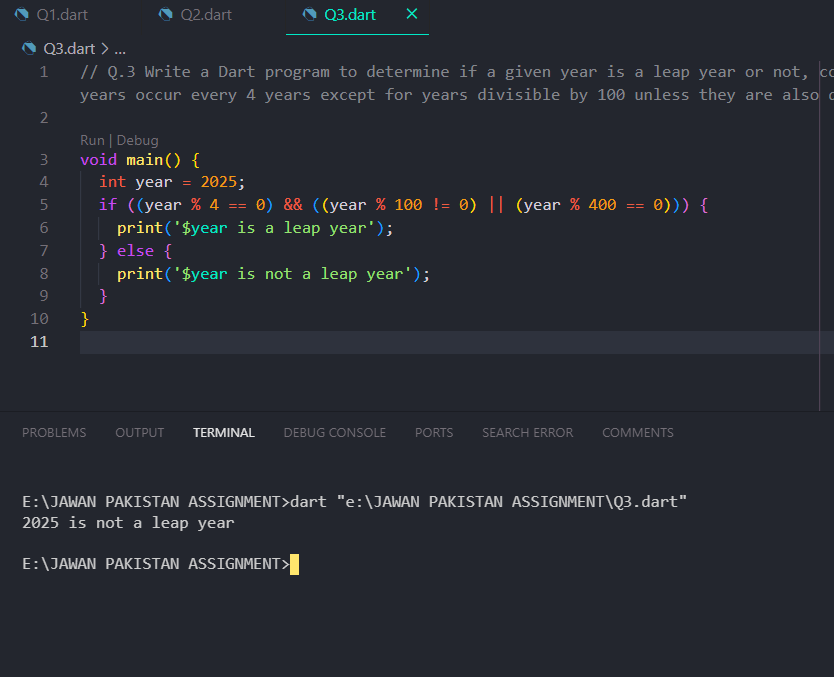 Q1.dart Q2.dart Q3.dart ×
Q3.dart > ...
1 // Q.3 Write a Dart program to determine if a given year is a leap year or not,
years occur every 4 years except for years divisible by 100 unless they are also
2
Run | Debug
3 void main() {
4 int year = 2025;
5 if ((year % 4 == 0) && ((year % 100 != 0) || (year % 400 == 0))) {
6 print('$year is a leap year');
7 } else {
8 print('$year is not a leap year');
9 }
10 }
11
PROBLEMS OUTPUT TERMINAL DEBUG CONSOLE PORTS SEARCH ERROR COMMENTS
E:\JAWAN PAKISTAN ASSIGNMENT>dart "e:\JAWAN PAKISTAN ASSIGNMENT\Q3.dart"
2025 is not a leap year
E:\JAWAN PAKISTAN ASSIGNMENT>